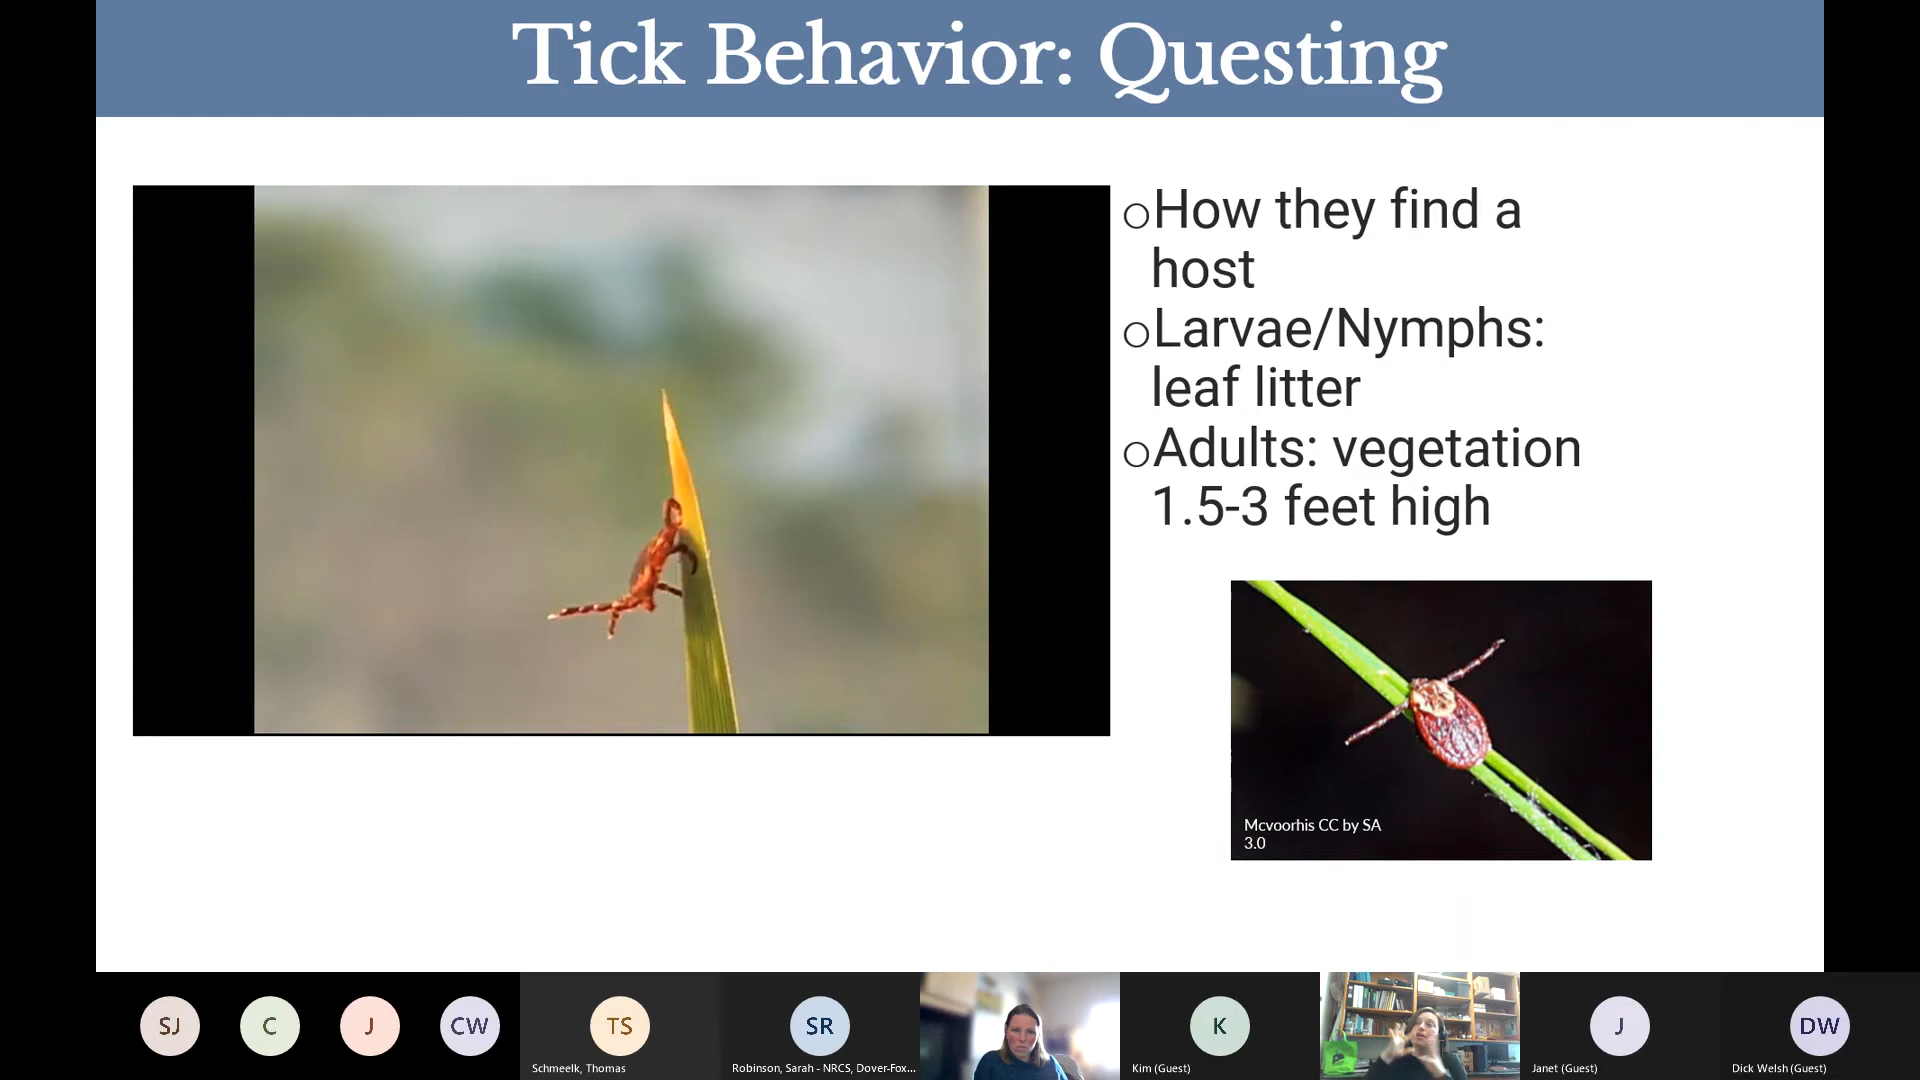 Tick Behavior: Questing
○How they find a
host
○Larvae/Nymphs:
leaf litter
○Adults: vegetation
1.5-3 feet high
Mcvoorhis CC by SA
3.0
SJ
C
J
CW
TS
SR
K
J
DW
Schmeelk, Thomas
Robinson, Sarah - NRCS, Dover-Fox...
Kim (Guest)
Janet (Guest)
Dick Welsh (Guest)